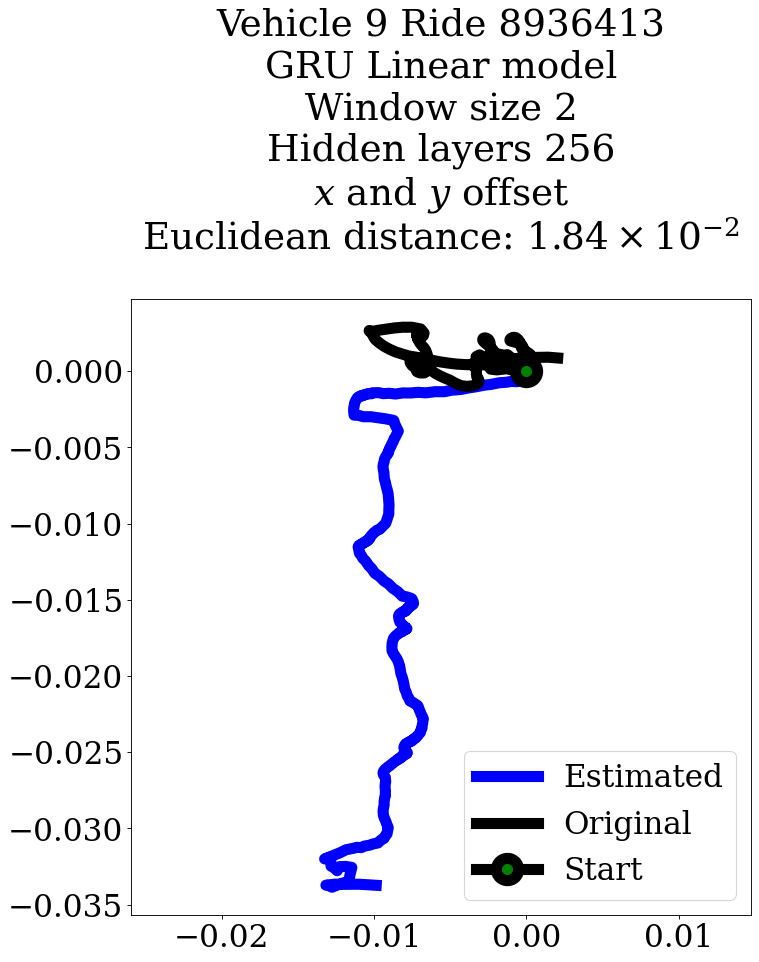 Vehicle 9 Ride 8936413
GRU Linear model
Window size 2
Hidden layers 256
x and y offset
Euclidean distance: 1.84 × 10⁻²
0.000
−0.005
−0.010
−0.015
−0.020
−0.025
−0.030
−0.035
Estimated
Original
Start
−0.02 −0.01 0.00 0.01